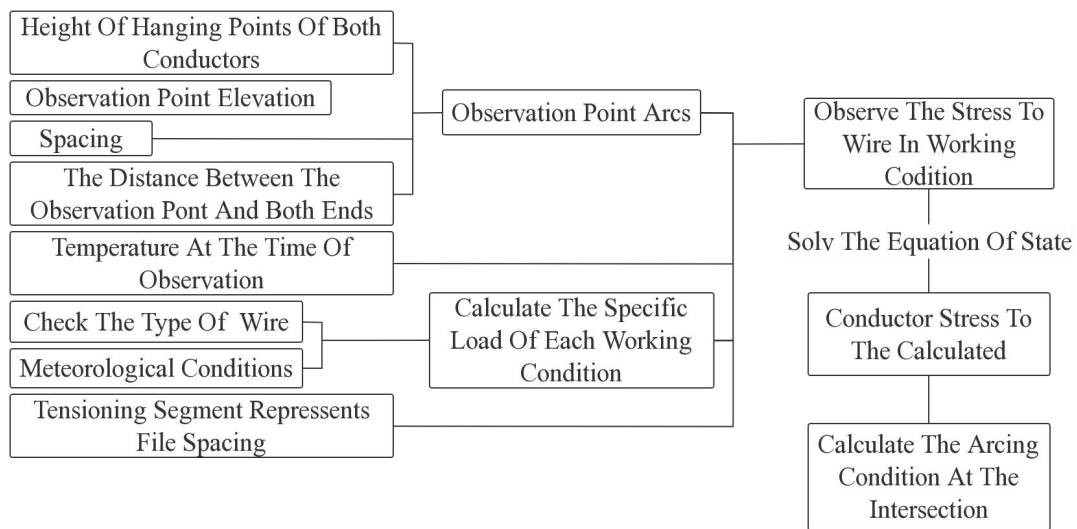 Height Of Hanging Points Of Both
Conductors
Observation Point Elevation
Spacing
The Distance Between The
Observation Pont And Both Ends
Temperature At The Time Of
Observation
Check The Type Of Wire
Meteorological Conditions
Tensioning Segment Repressents
File Spacing
Observation Point Arcs
Calculate The Specific
Load Of Each Working
Condition
Observe The Stress To
Wire In Working
Codition
Solv The Equation Of State
Conductor Stress To
The Calculated
Calculate The Arcing
Condition At The
Intersection